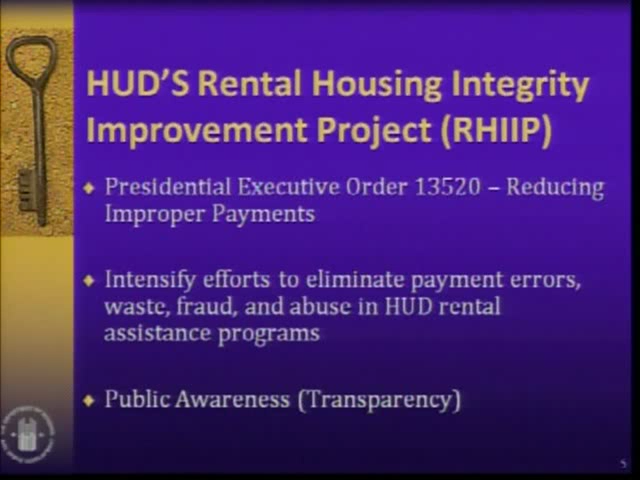 HUD'S Rental Housing Integrity
Improvement Project (RHIIP)
Presidential Executive Order 13520 – Reducing
Improper Payments
Intensify efforts to eliminate payment errors,
waste, fraud, and abuse in HUD rental
assistance programs
Public Awareness (Transparency)
5